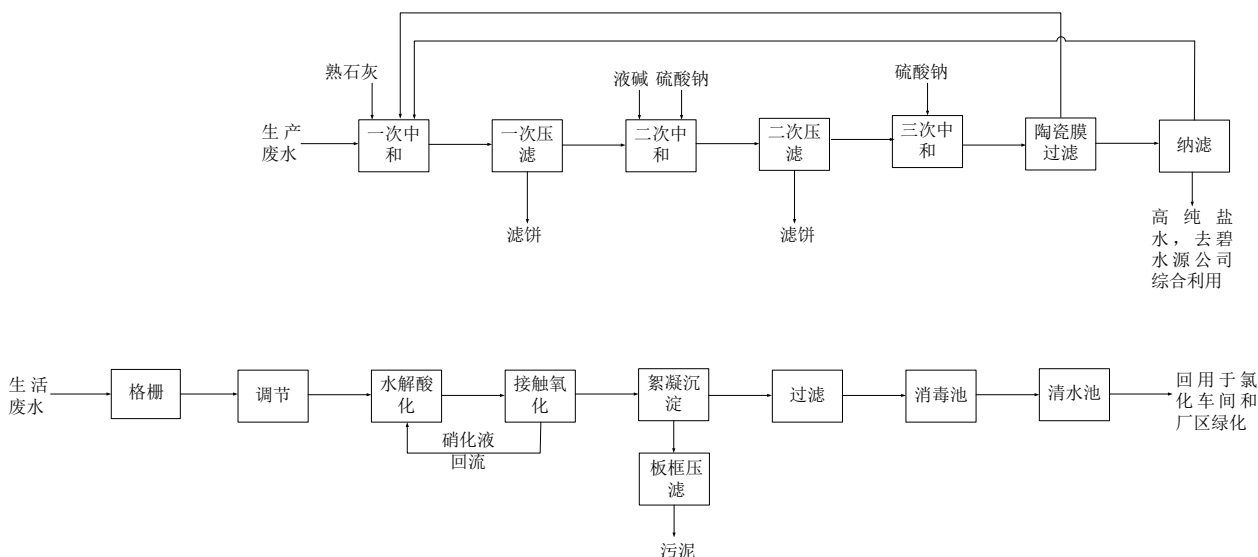 熟石灰
液碱 硫酸钠
硫酸钠
生产
废水
一次中
和
一次压
滤
二次中
和
二次压
滤
三次中
和
陶瓷膜
过滤
纳滤
滤饼
滤饼
高纯盐
水，去碧
水源公司
综合利用
生活
废水
格栅
调节
水解酸
化
接触氧
化
絮凝沉
淀
过滤
消毒池
清水池
回用于氯
化车间和
厂区绿化
硝化液
回流
板框压
滤
污泥